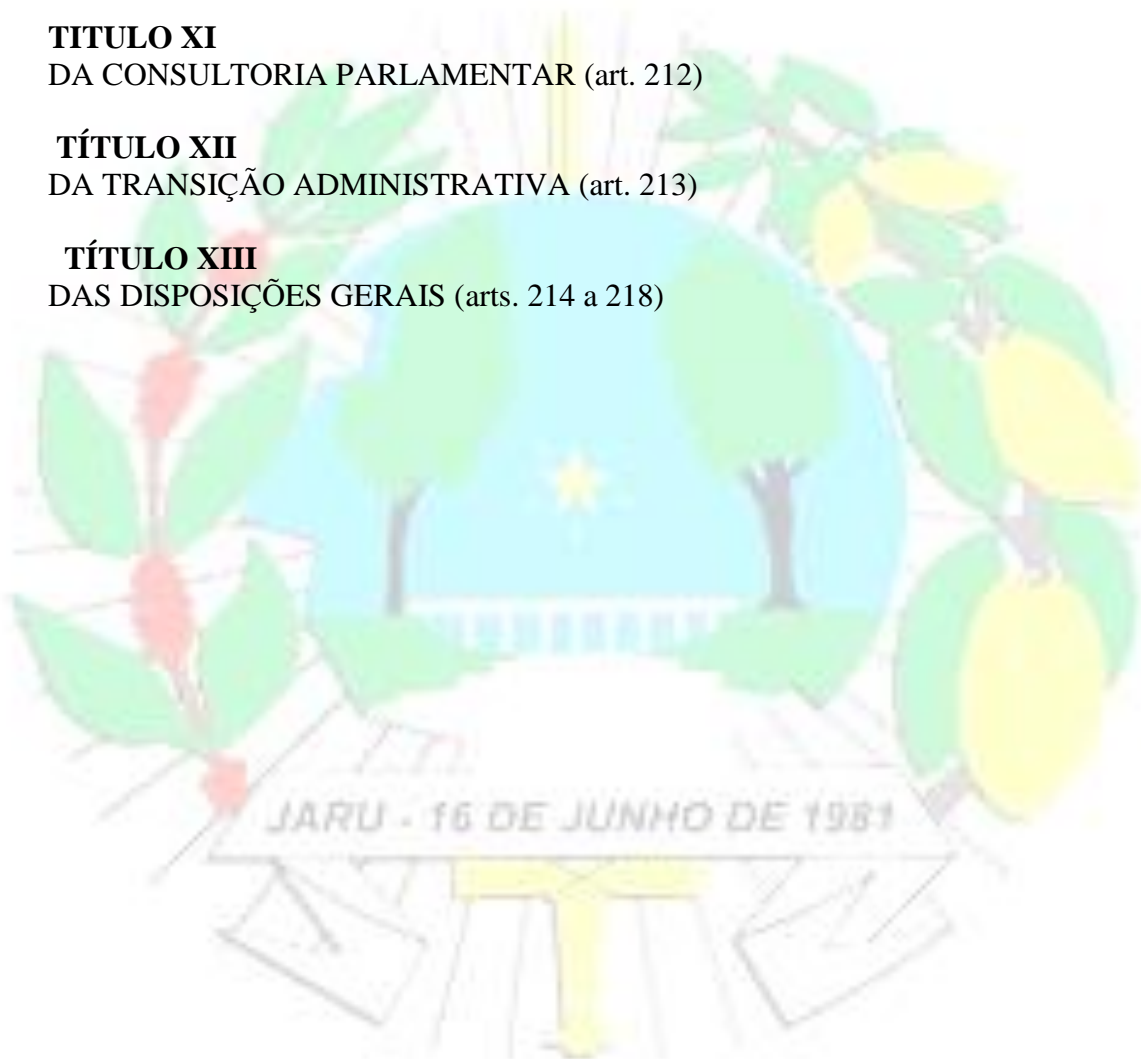 TITULO XI
DA CONSULTORIA PARLAMENTAR (art. 212)
TÍTULO XII
DA TRANSIÇÃO ADMINISTRATIVA (art. 213)
TÍTULO XIII
DAS DISPOSIÇÕES GERAIS (arts. 214 a 218)
JARU - 16 DE JUNHO DE 1981